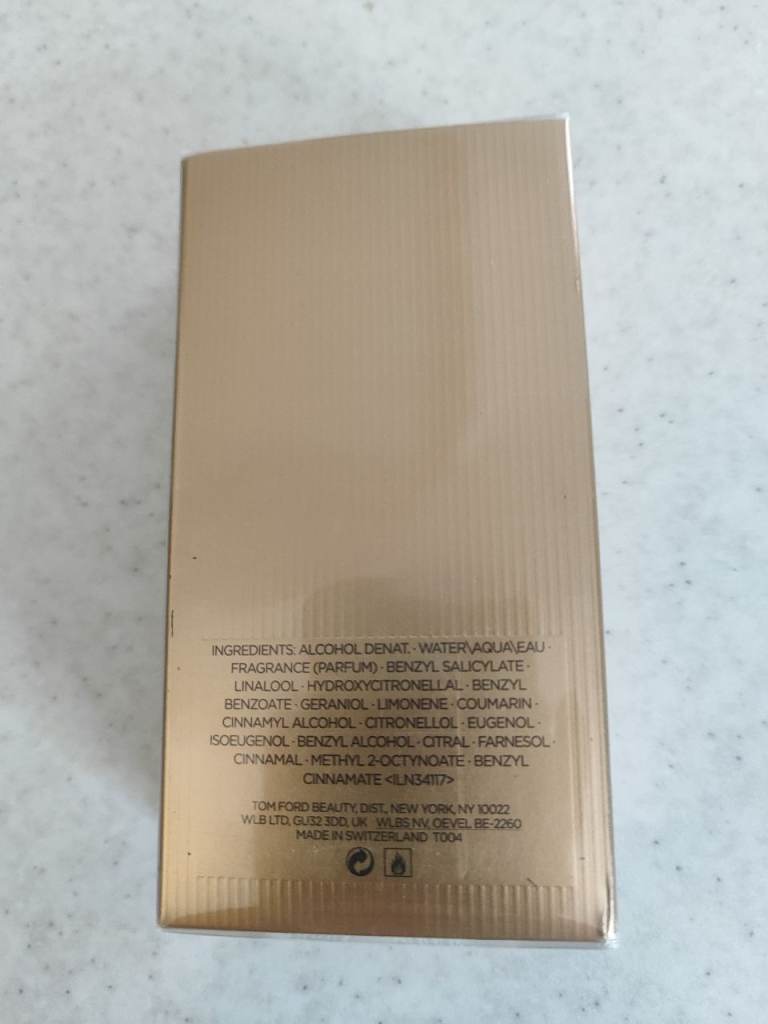 INGREDIENTS: ALCOHOL DENAT. · WATER\AQUA\EAU ·
FRAGRANCE (PARFUM) · BENZYL SALICYLATE ·
LINALOOL · HYDROXYCITRONELLAL · BENZYL
BENZOATE · GERANIOL · LIMONENE · COUMARIN ·
CINNAMYL ALCOHOL · CITRONELLOL · EUGENOL ·
ISOEUGENOL · BENZYL ALCOHOL · CITRAL · FARNESOL ·
CINNAMAL · METHYL 2-OCTYNOATE · BENZYL
CINNAMATE <ILN34117>
TOM FORD BEAUTY, DIST., NEW YORK, NY 10022
WLB LTD, GU32 3DD, UK WLBS NV, OEVEL BE-2260
MADE IN SWITZERLAND T004